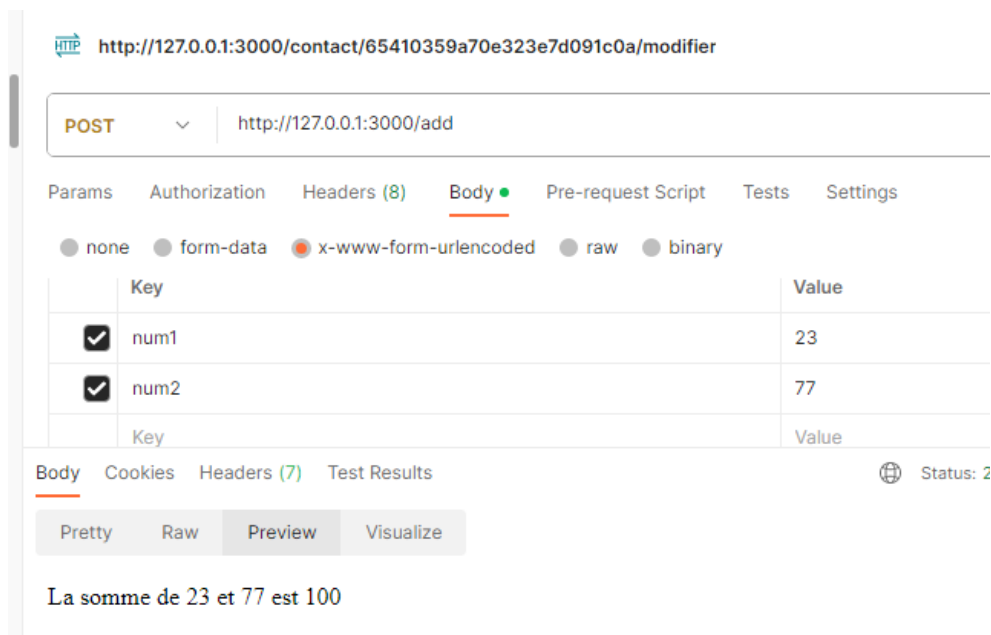 HTTP http://127.0.0.1:3000/contact/65410359a70e323e7d091c0a/modifier
POST http://127.0.0.1:3000/add
Params Authorization Headers (8) Body Pre-request Script Tests Settings
none form-data x-www-form-urlencoded raw binary
Key Value
num1 23
num2 77
Key Value
Body Cookies Headers (7) Test Results Status: 2
Pretty Raw Preview Visualize
La somme de 23 et 77 est 100